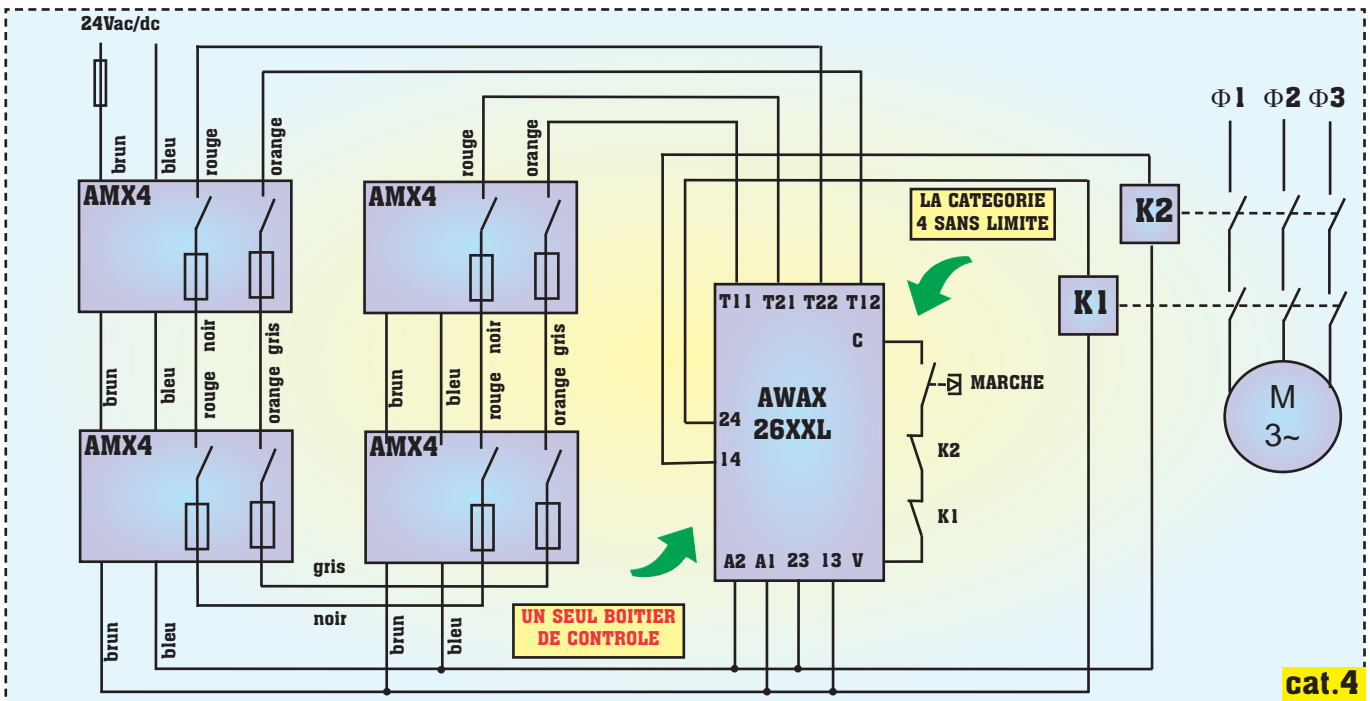 24Vac/dc
brun
bleu
rouge
orange
rouge
orange
Φ1 Φ2 Φ3
AMX4
AMX4
LA CATEGORIE
4 SANS LIMITE
K2
K1
T11 T21 T22 T12
C
noir
gris
noir
gris
brun
bleu
rouge
orange
brun
bleu
rouge
orange
MARCHE
AWAX
26XXL
24
14
K2
K1
M
3~
AMX4
AMX4
A2 A1 23 13 V
gris
noir
UN SEUL BOITIER
DE CONTROLE
brun
bleu
brun
bleu
cat.4